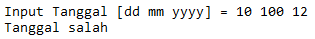 Input Tanggal [dd mm yyyy] = 10 100 12
Tanggal salah